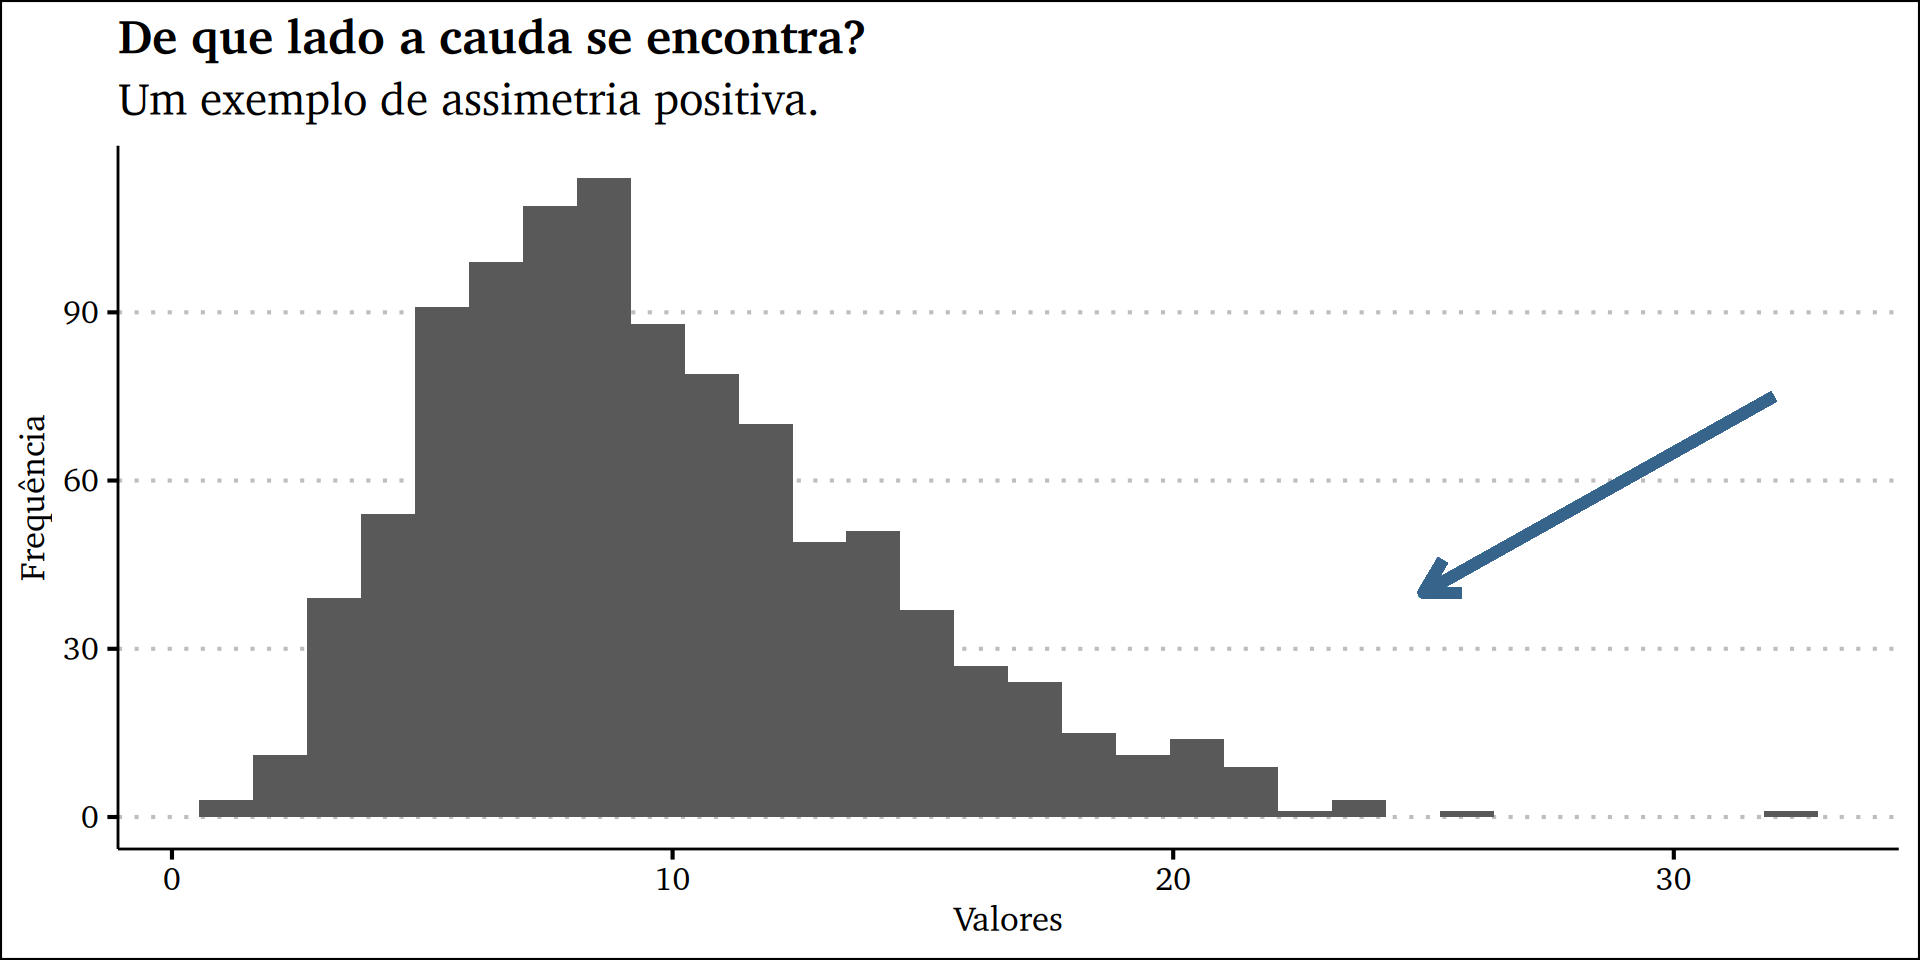 De que lado a cauda se encontra?
Um exemplo de assimetria positiva.
Frequência
90
60
30
0
0 10 20 30
Valores